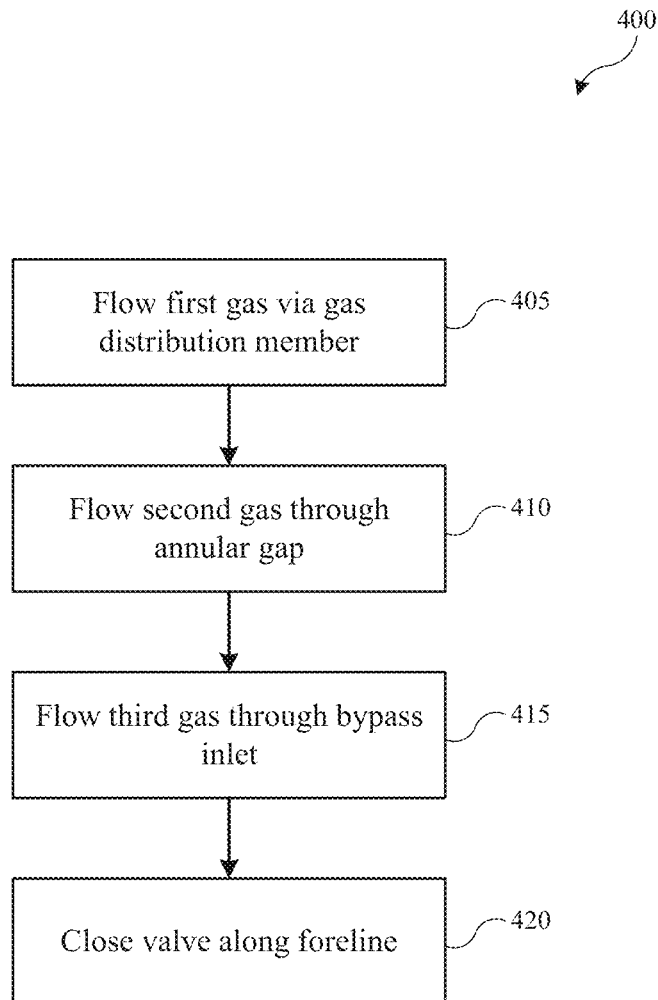 400
Flow first gas via gas
distribution member
405
Flow second gas through
annular gap
410
Flow third gas through bypass
inlet
415
Close valve along foreline
420